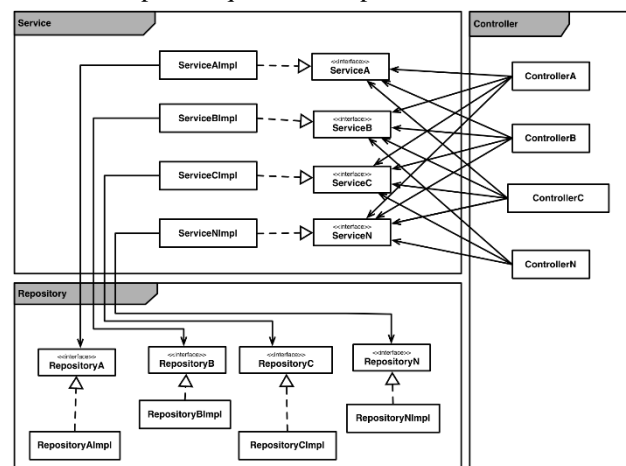 Service
Controller
ServiceAImpl
<<interface>>
ServiceA
ControllerA
ServiceBImpl
<<interface>>
ServiceB
ControllerB
ServiceCImpl
<<interface>>
ServiceC
ControllerC
ServiceNImpl
<<interface>>
ServiceN
ControllerN
Repository
<<interface>>
RepositoryA
<<interface>>
RepositoryB
<<interface>>
RepositoryC
<<interface>>
RepositoryN
RepositoryAImpl
RepositoryBImpl
RepositoryCImpl
RepositoryNImpl